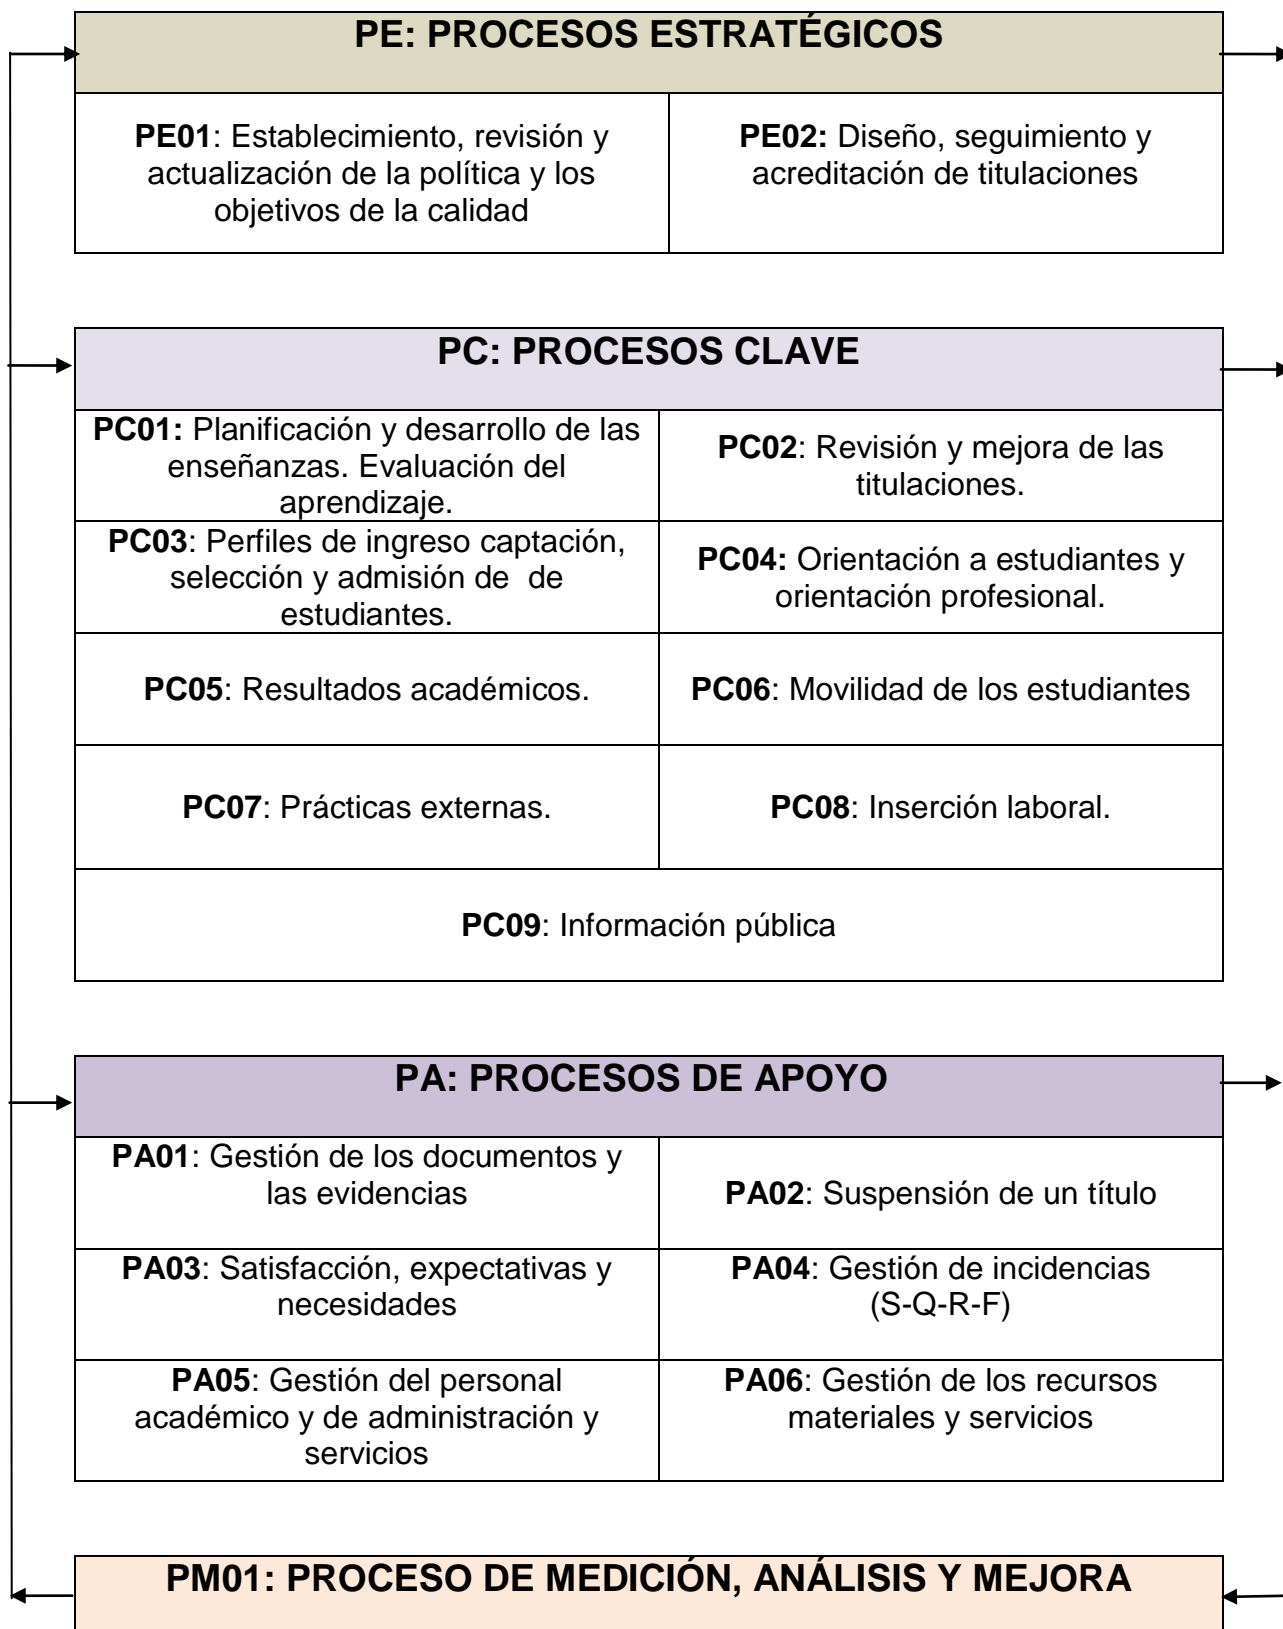 PE: PROCESOS ESTRATÉGICOS
PE01: Establecimiento, revisión y
actualización de la política y los
objetivos de la calidad
PE02: Diseño, seguimiento y
acreditación de titulaciones
PC: PROCESOS CLAVE
PC01: Planificación y desarrollo de las
enseñanzas. Evaluación del
aprendizaje.
PC02: Revisión y mejora de las
titulaciones.
PC03: Perfiles de ingreso captación,
selección y admisión de  de
estudiantes.
PC04: Orientación a estudiantes y
orientación profesional.
PC05: Resultados académicos.
PC06: Movilidad de los estudiantes
PC07: Prácticas externas.
PC08: Inserción laboral.
PC09: Información pública
PA: PROCESOS DE APOYO
PA01: Gestión de los documentos y
las evidencias
PA02: Suspensión de un título
PA03: Satisfacción, expectativas y
necesidades
PA04: Gestión de incidencias
(S-Q-R-F)
PA05: Gestión del personal
académico y de administración y
servicios
PA06: Gestión de los recursos
materiales y servicios
PM01: PROCESO DE MEDICIÓN, ANÁLISIS Y MEJORA